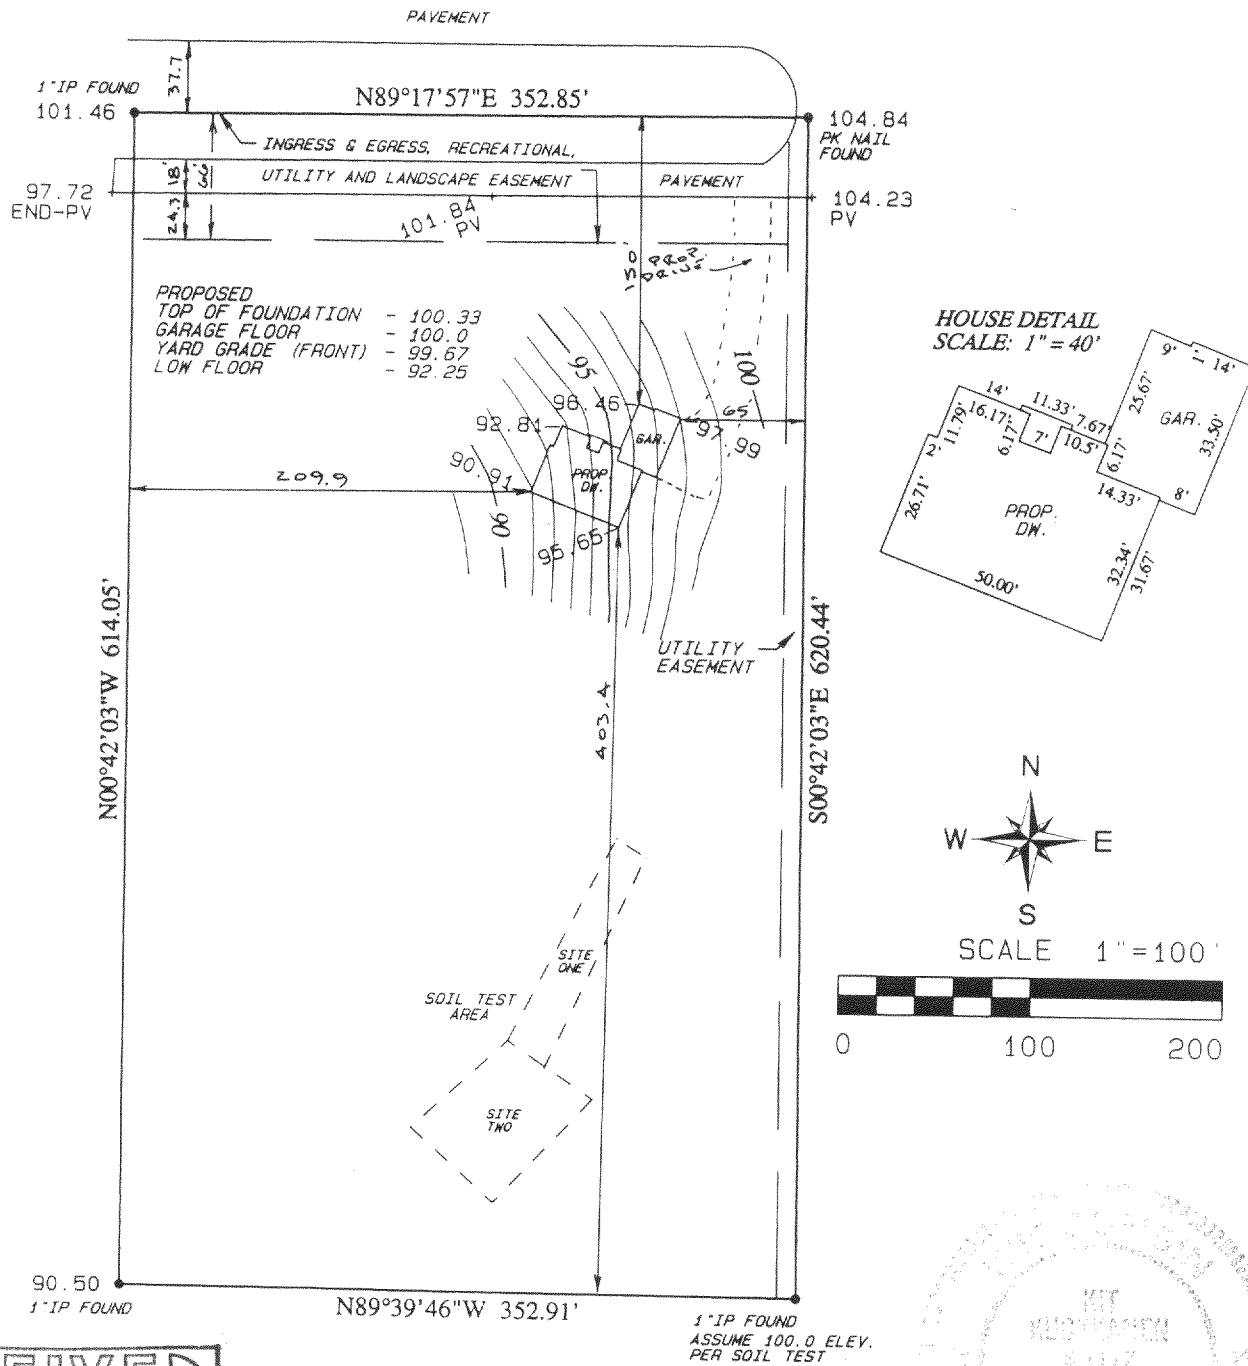 PAVEMENT
37.7
1"IP FOUND
101.46
N89°17'57"E 352.85'
104.84
PK NAIL
FOUND
INGRESS & EGRESS, RECREATIONAL,
UTILITY AND LANDSCAPE EASEMENT
PAVEMENT
18'
66'
24.3
97.72
END-PV
101.84
PV
104.23
PV
150
PROP.
DRIVE
PROPOSED
TOP OF FOUNDATION - 100.33
GARAGE FLOOR - 100.0
YARD GRADE (FRONT) - 99.67
LOW FLOOR - 92.25
95
100
96.46
65'
97.99
92.81
GAR.
90.91
PROP
DW.
209.9
90
95.65
HOUSE DETAIL
SCALE: 1" = 40'
9'
1'
14'
25.67'
GAR.
33.50'
14'
11.33'
7.67'
16.17'
11.79'
6.17'
7'
10.5'
6.17'
2'
14.33'
8'
26.71'
PROP.
DW.
50.00'
32.34'
31.67'
N00°42'03"W 614.05'
UTILITY
EASEMENT
S00°42'03"E 620.44'
403.4
N
W E
S
SCALE 1"=100'
0 100 200
SITE
ONE
SOIL TEST
AREA
SITE
TWO
90.50
1"IP FOUND
N89°39'46"W 352.91'
1"IP FOUND
ASSUME 100.0 ELEV.
PER SOIL TEST
KIT